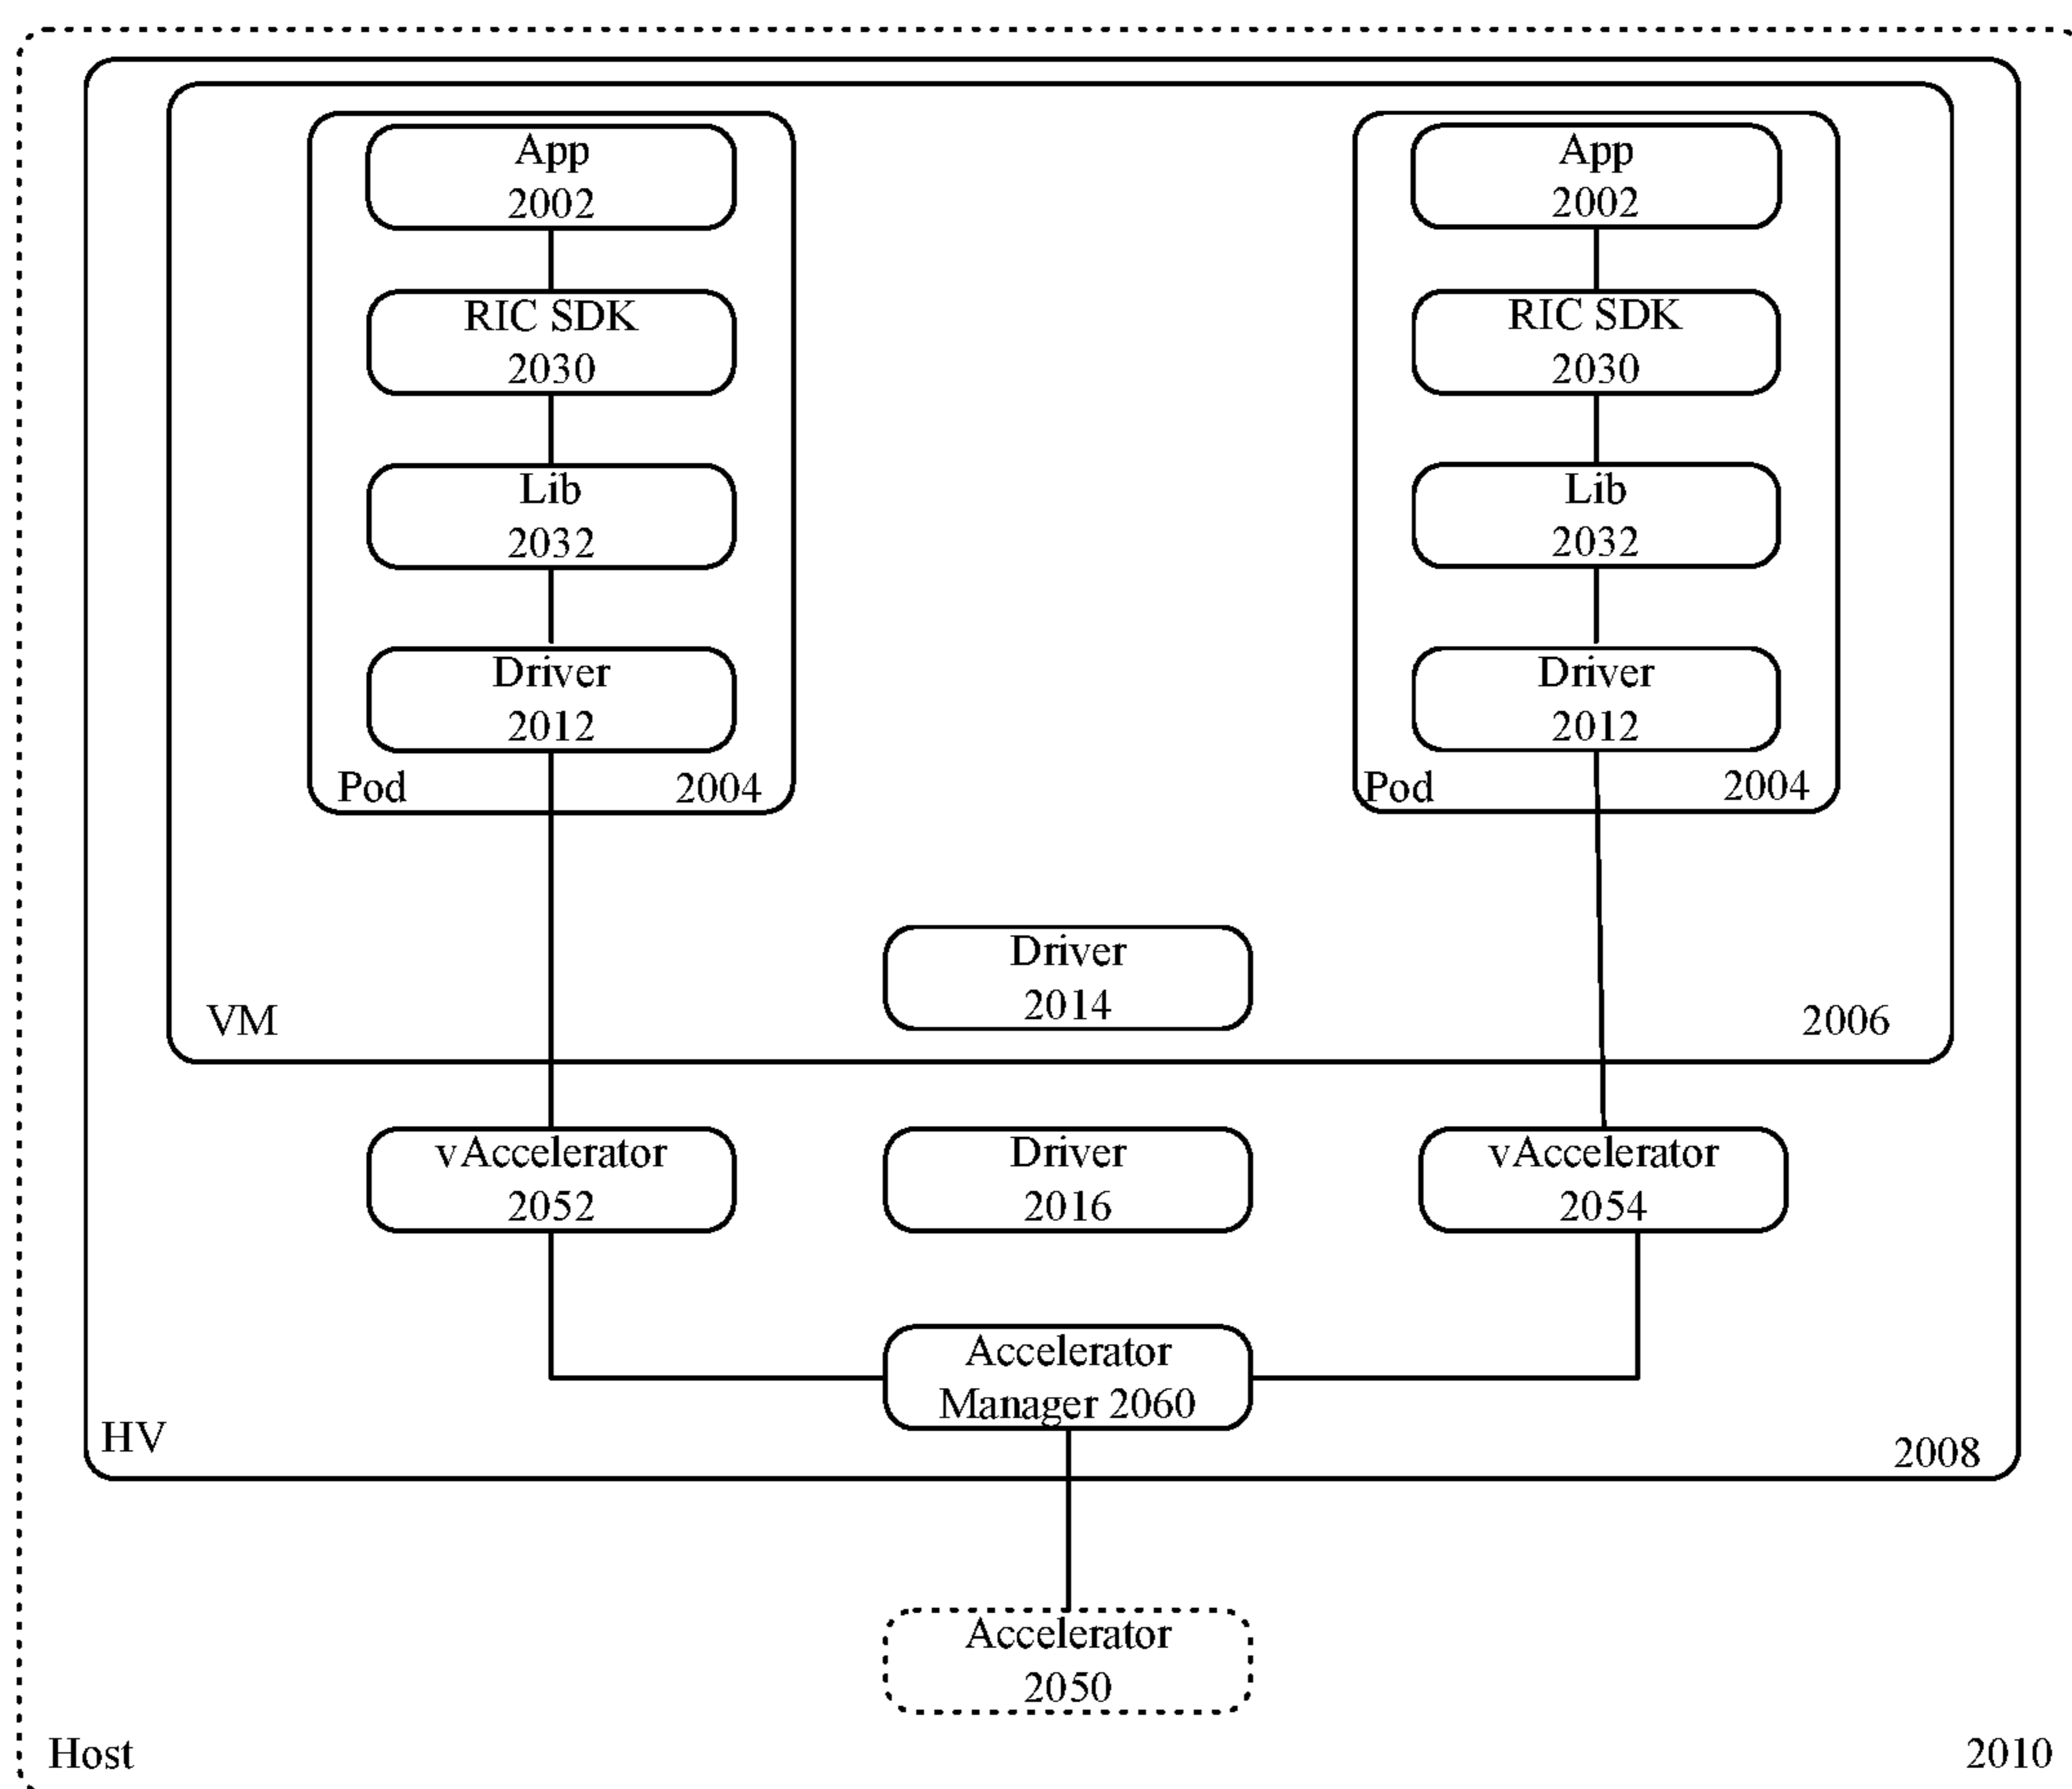 App
2002
RIC SDK
2030
Lib
2032
Driver
2012
Pod 2004
App
2002
RIC SDK
2030
Lib
2032
Driver
2012
Pod 2004
Driver
2014
VM 2006
vAccelerator
2052
Driver
2016
vAccelerator
2054
Accelerator
Manager 2060
HV 2008
Accelerator
2050
Host 2010